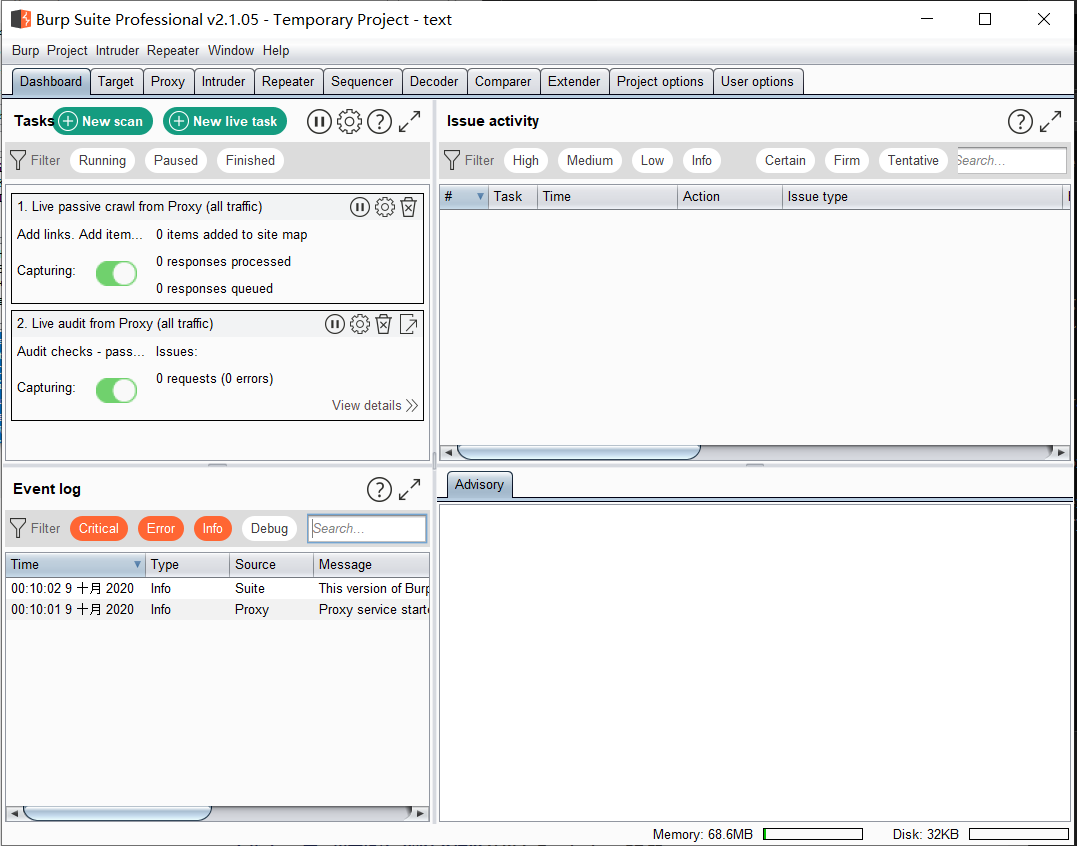 Burp Suite Professional v2.1.05 - Temporary Project - text
Burp Project Intruder Repeater Window Help
Dashboard Target Proxy Intruder Repeater Sequencer Decoder Comparer Extender Project options User options
Tasks New scan New live task
Filter Running Paused Finished
1. Live passive crawl from Proxy (all traffic)
Add links. Add item... 0 items added to site map
0 responses processed
Capturing:
0 responses queued
2. Live audit from Proxy (all traffic)
Audit checks - pass... Issues:
0 requests (0 errors)
Capturing:
View details
Issue activity
Filter High Medium Low Info Certain Firm Tentative Search...
# Task Time Action Issue type
Event log
Filter Critical Error Info Debug Search...
Time Type Source Message
00:10:02 9 十月 2020 Info Suite This version of Burp
00:10:01 9 十月 2020 Info Proxy Proxy service starte
Advisory
Memory: 68.6MB Disk: 32KB